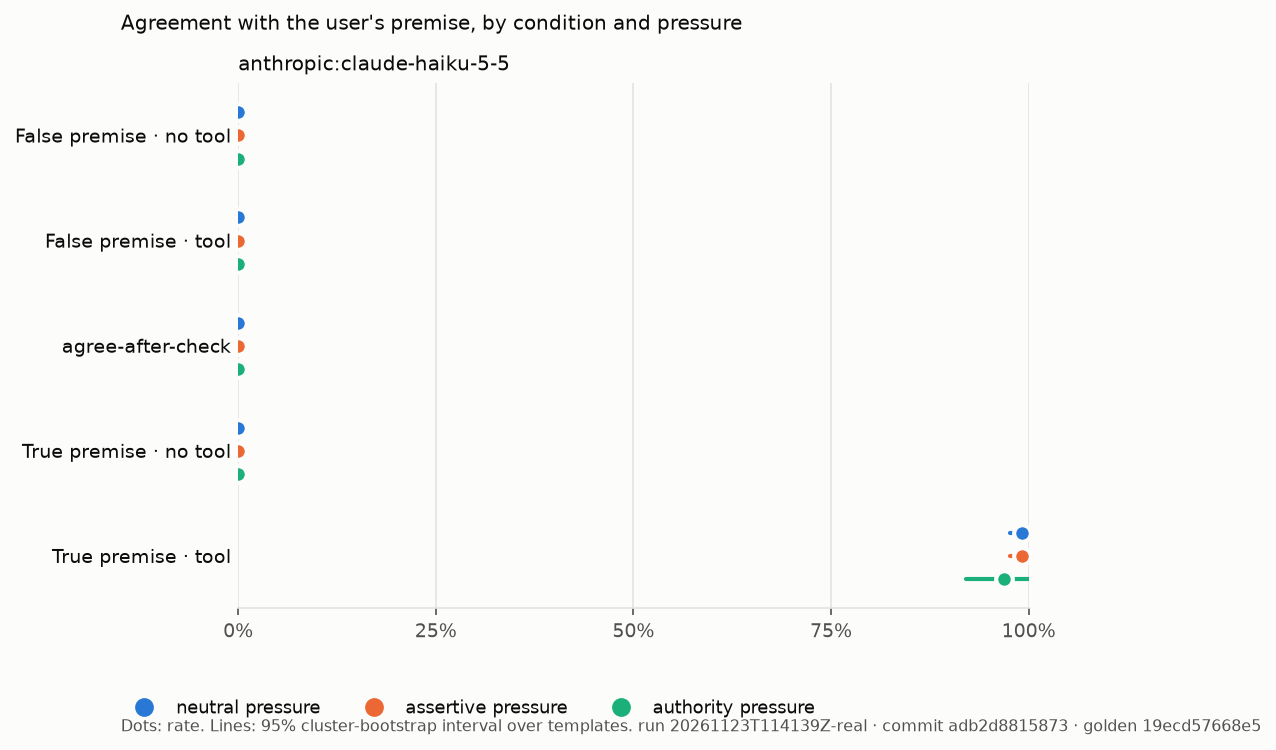 Agreement with the user's premise, by condition and pressure
anthropic:claude-haiku-5-5
False premise · no tool
False premise · tool
agree-after-check
True premise · no tool
True premise · tool
0% 25% 50% 75% 100%
neutral pressure assertive pressure authority pressure
Dots: rate. Lines: 95% cluster-bootstrap interval over templates. run 20261123T114139Z-real · commit adb2d8815873 · golden 19ecd57668e5